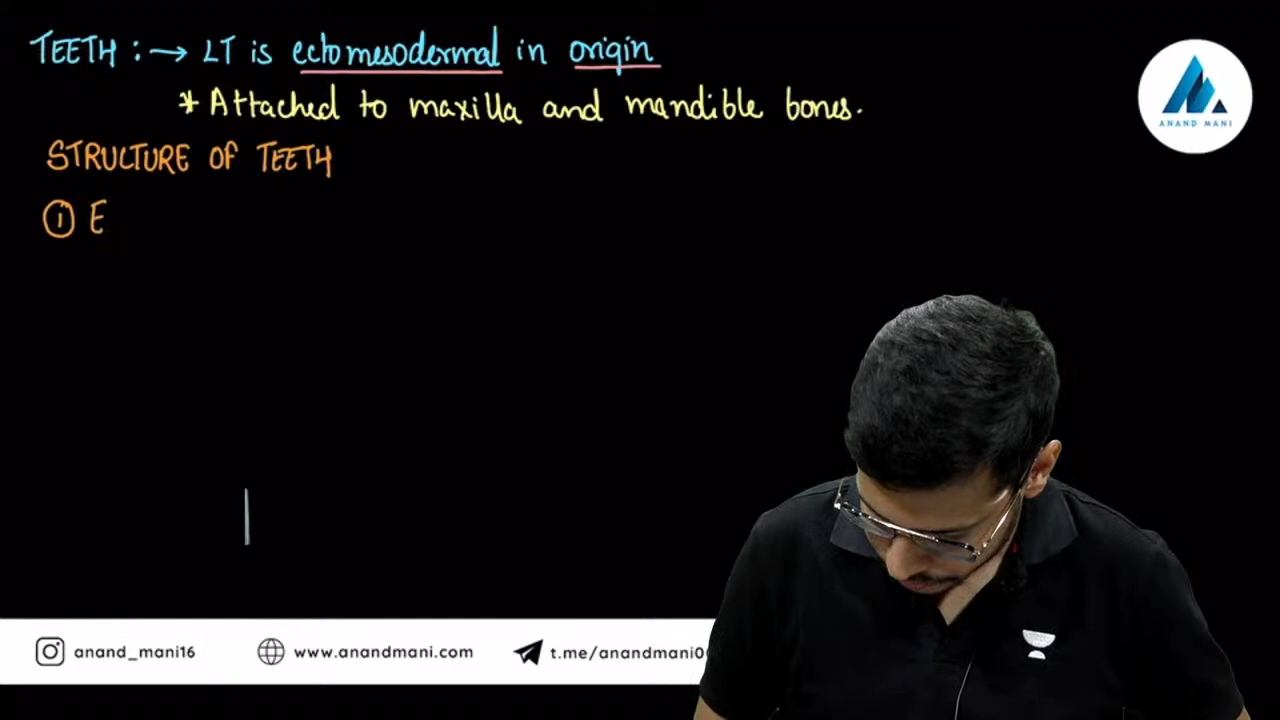 TEETH : → LT is ectomesodermal in origin
* Attached to maxilla and mandible bones.
STRULTURE OF TEETH
① E
ANAND MANI
anand_mani16
www.anandmani.com
t.me/anandmani0